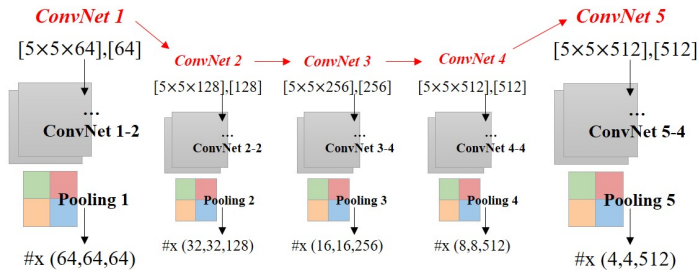 ConvNet 1
[5×5×64],[64]
...
ConvNet 1-2
Pooling 1
#x (64,64,64)
ConvNet 2
[5×5×128],[128]
...
ConvNet 2-2
Pooling 2
#x (32,32,128)
ConvNet 3
[5×5×256],[256]
...
ConvNet 3-4
Pooling 3
#x (16,16,256)
ConvNet 4
[5×5×512],[512]
...
ConvNet 4-4
Pooling 4
#x (8,8,512)
ConvNet 5
[5×5×512],[512]
...
ConvNet 5-4
Pooling 5
#x (4,4,512)